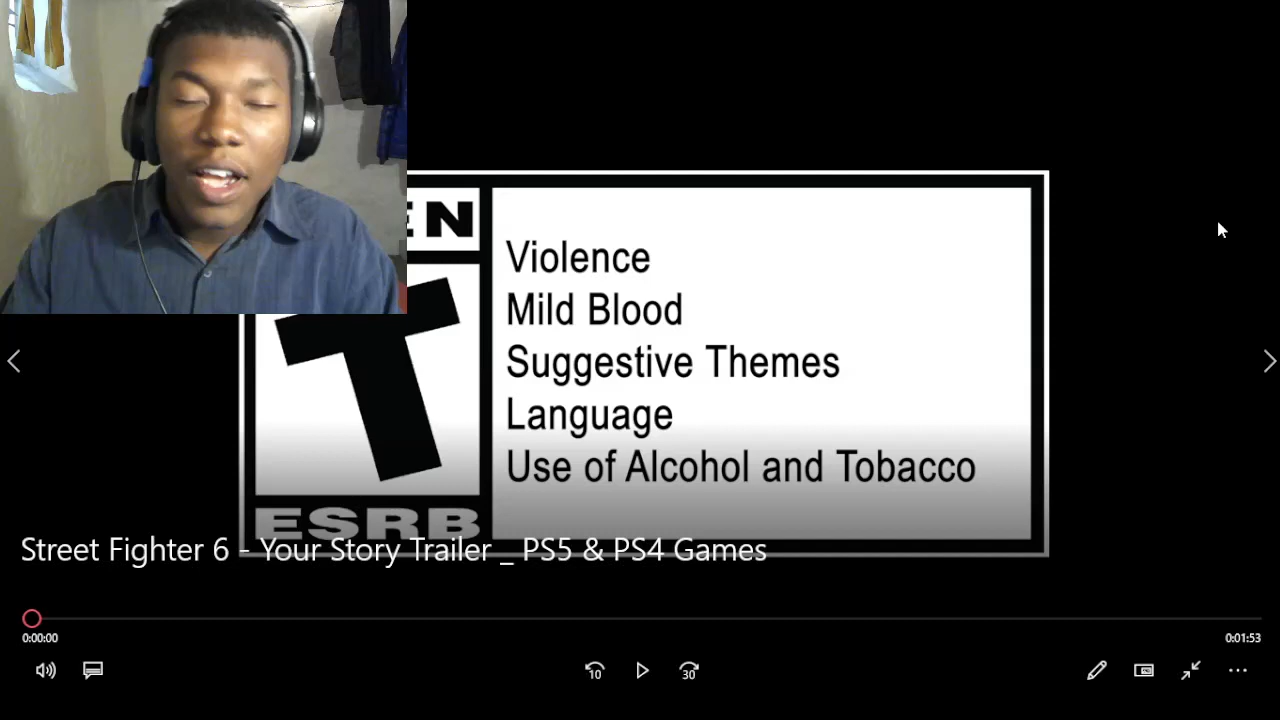 EN
Violence
Mild Blood
Suggestive Themes
Language
Use of Alcohol and Tobacco
T
ESRB
Street Fighter 6 - Your Story Trailer _ PS5 & PS4 Games
0:00:00
0:01:53
10
30